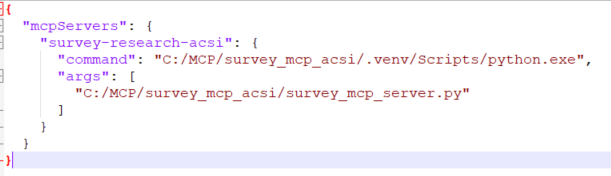 {
  "mcpServers": {
    "survey-research-acsi": {
      "command": "C:/MCP/survey_mcp_acsi/.venv/Scripts/python.exe",
      "args": [
        "C:/MCP/survey_mcp_acsi/survey_mcp_server.py"
      ]
    }
  }
}